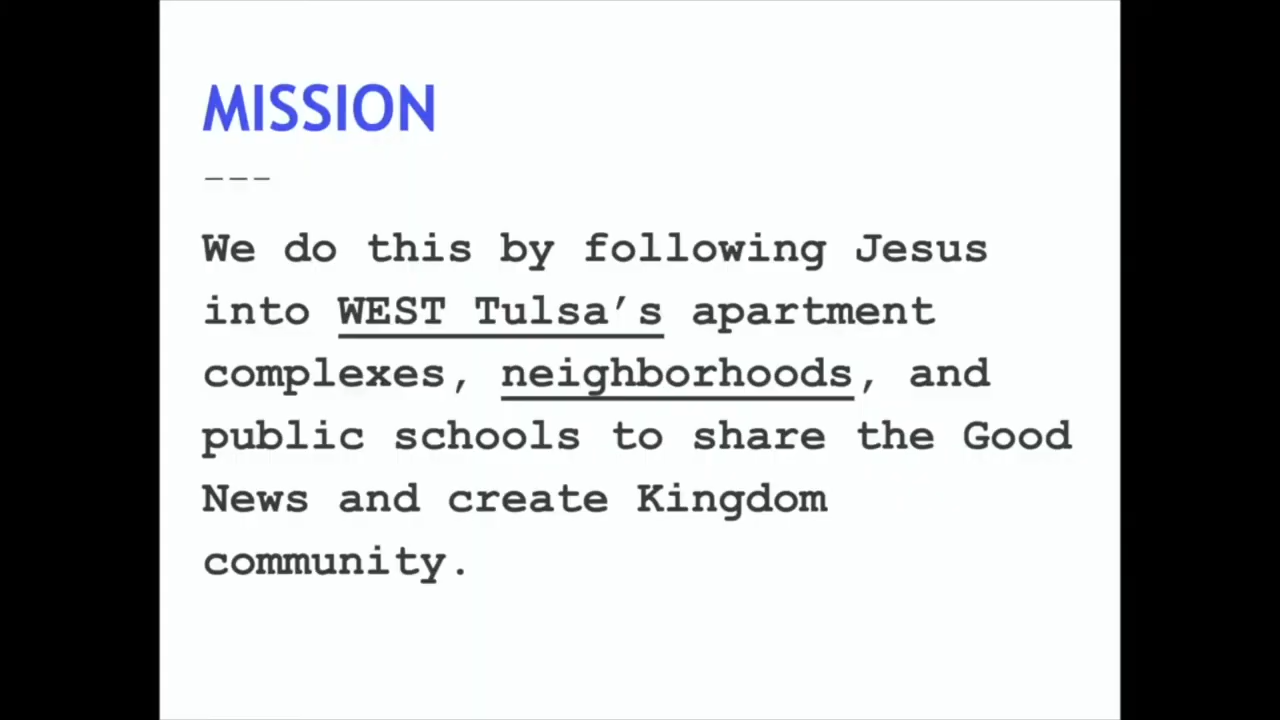 MISSION
---
We do this by following Jesus
into WEST Tulsa’s apartment
complexes, neighborhoods, and
public schools to share the Good
News and create Kingdom
community.